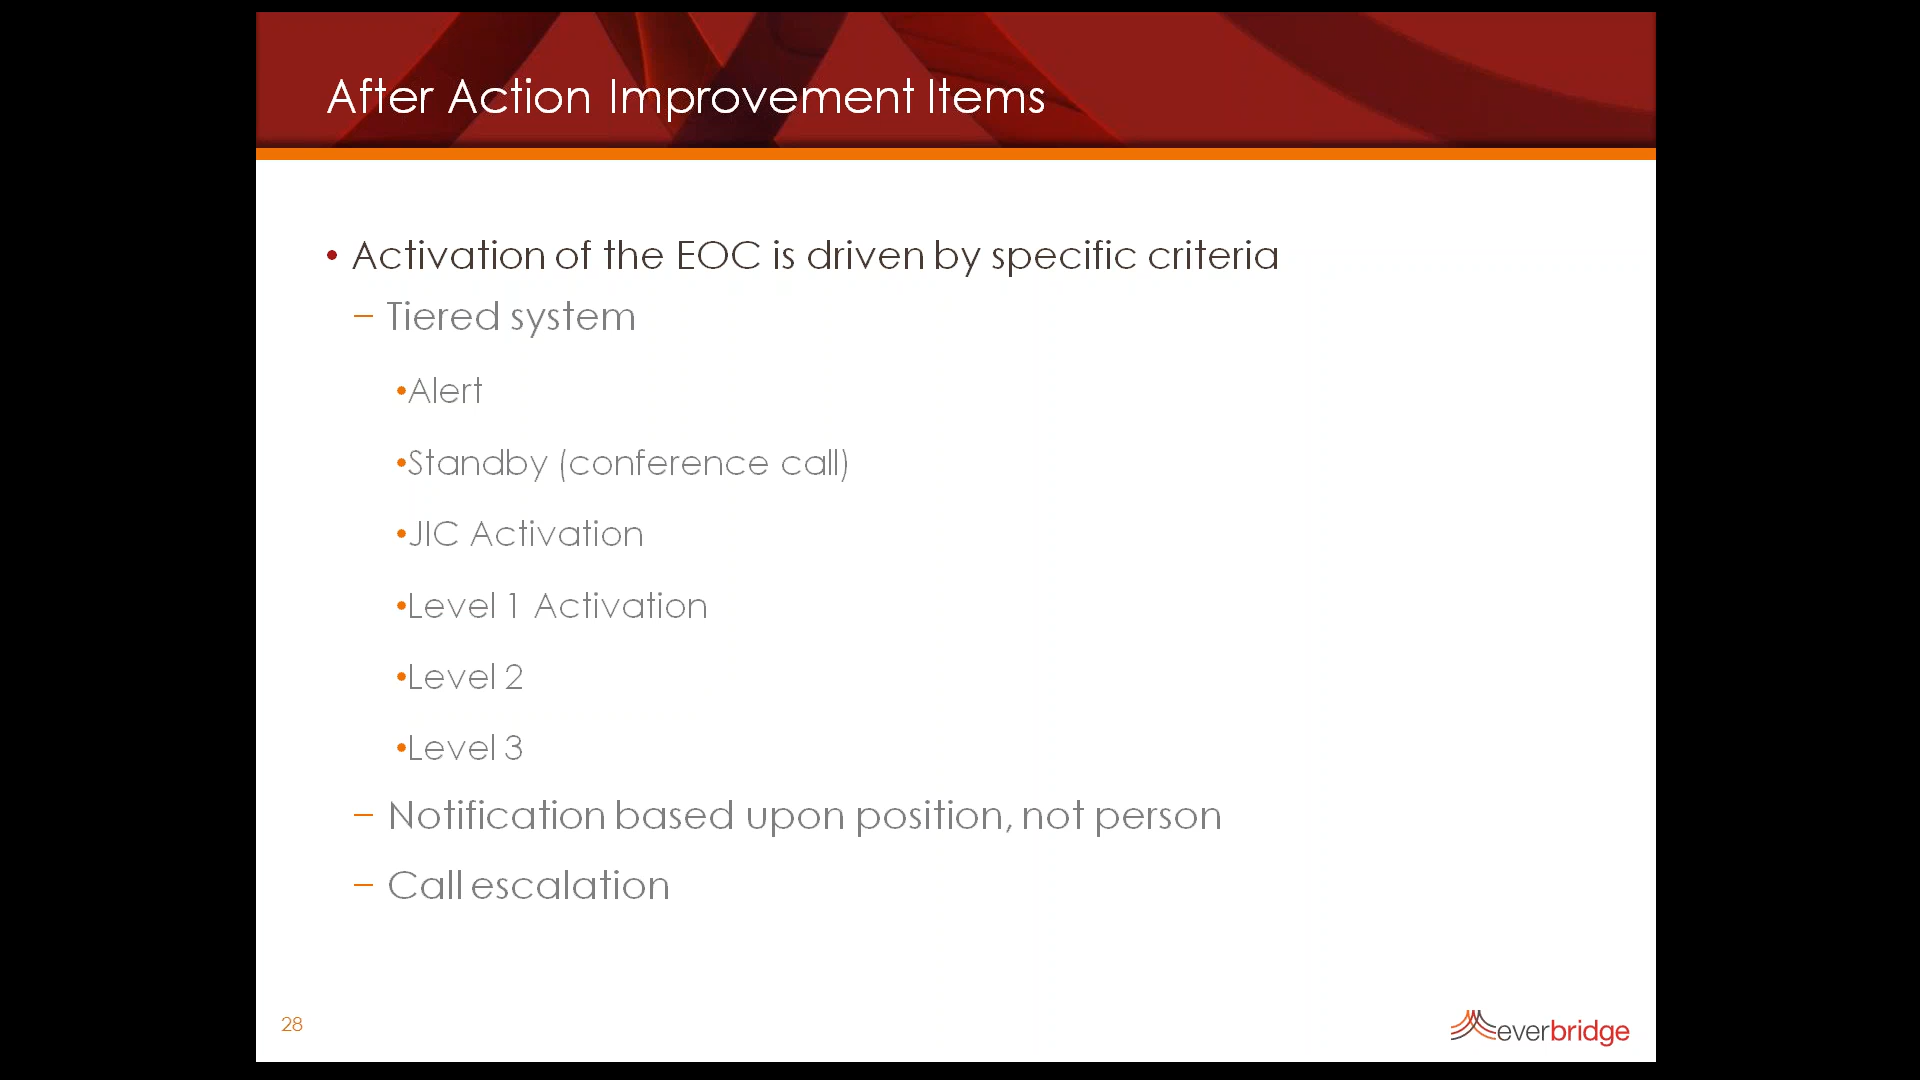 After Action Improvement Items
• Activation of the EOC is driven by specific criteria
– Tiered system
•Alert
•Standby (conference call)
•JIC Activation
•Level 1 Activation
•Level 2
•Level 3
– Notification based upon position, not person
– Call escalation
28
everbridge